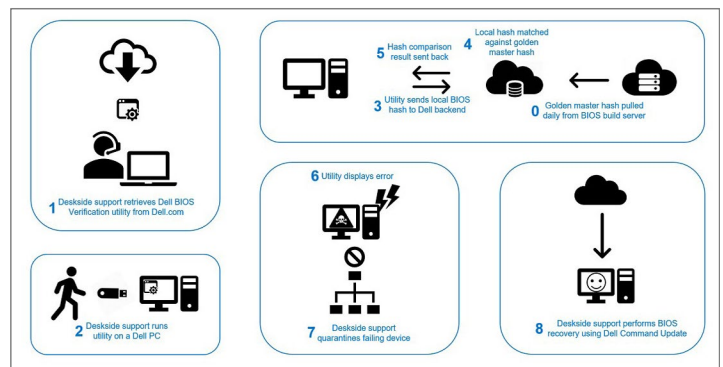 1 Deskside support retrieves Dell BIOS
Verification utility from Dell.com
2 Deskside support runs
utility on a Dell PC
5 Hash comparison
result sent back
3 Utility sends local BIOS
hash to Dell backend
4 Local hash matched
against golden
master hash
0 Golden master hash pulled
daily from BIOS build server
6 Utility displays error
7 Deskside support
quarantines failing device
8 Deskside support performs BIOS
recovery using Dell Command Update